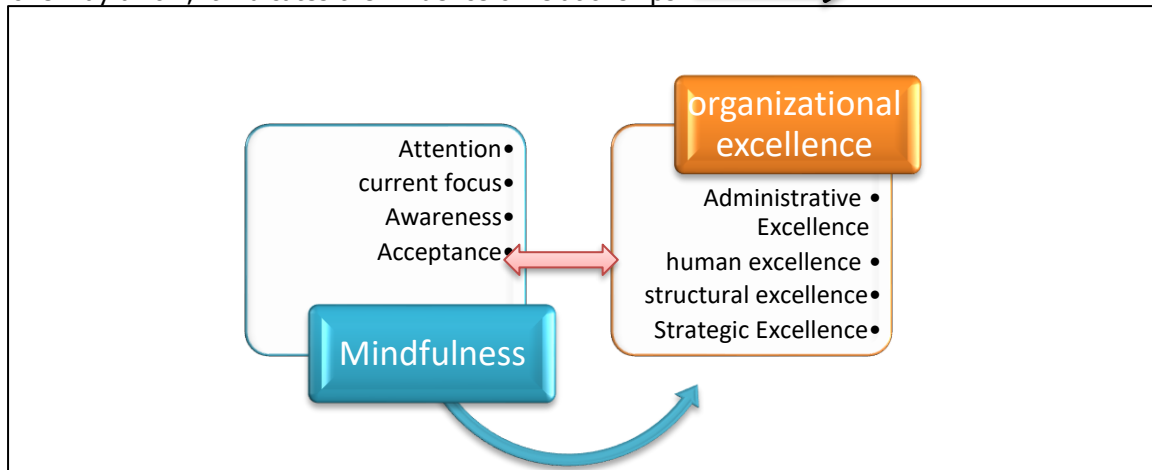 Attention•
current focus•
Awareness•
Acceptance•
Mindfulness
organizational
excellence
Administrative •
Excellence
human excellence •
structural excellence•
Strategic Excellence•